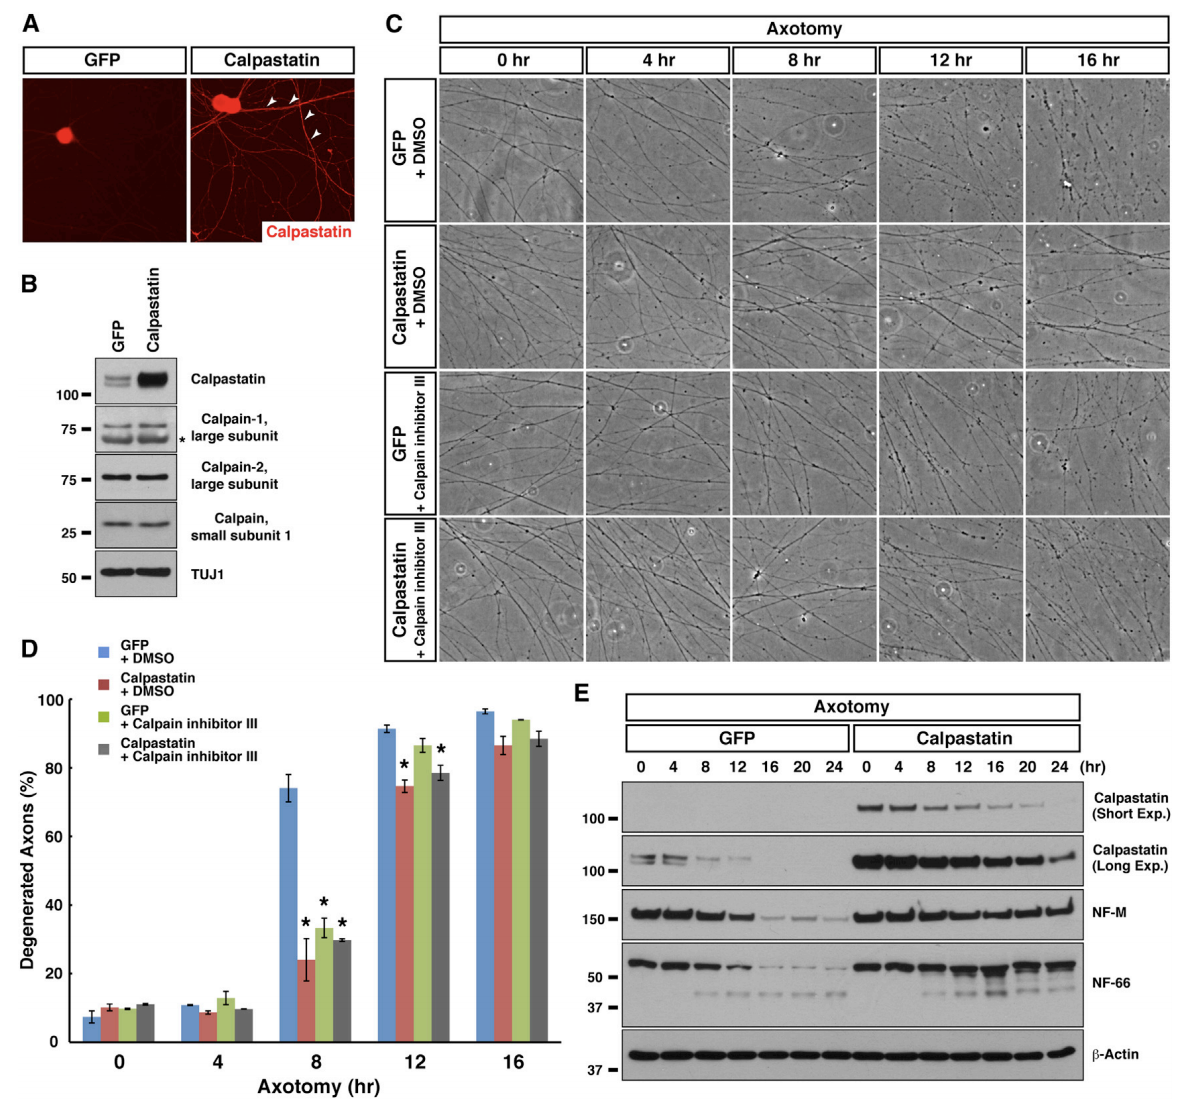 A
GFP
Calpastatin
Calpastatin
B
GFP
Calpastatin
100
Calpastatin
75
*
Calpain-1,
large subunit
75
Calpain-2,
large subunit
25
Calpain,
small subunit 1
50
TUJ1
C
Axotomy
0 hr
4 hr
8 hr
12 hr
16 hr
GFP
+ DMSO
Calpastatin
+ DMSO
GFP
+ Calpain inhibitor III
Calpastatin
+ Calpain inhibitor III
D
GFP
+ DMSO
Calpastatin
+ DMSO
GFP
+ Calpain inhibitor III
Calpastatin
+ Calpain inhibitor III
Degenerated Axons (%)
100
80
60
40
20
0
* * *
* *
0 4 8 12 16
Axotomy (hr)
E
Axotomy
GFP
Calpastatin
0 4 8 12 16 20 24 0 4 8 12 16 20 24 (hr)
100
Calpastatin
(Short Exp.)
100
Calpastatin
(Long Exp.)
150
NF-M
50
37
NF-66
37
β-Actin